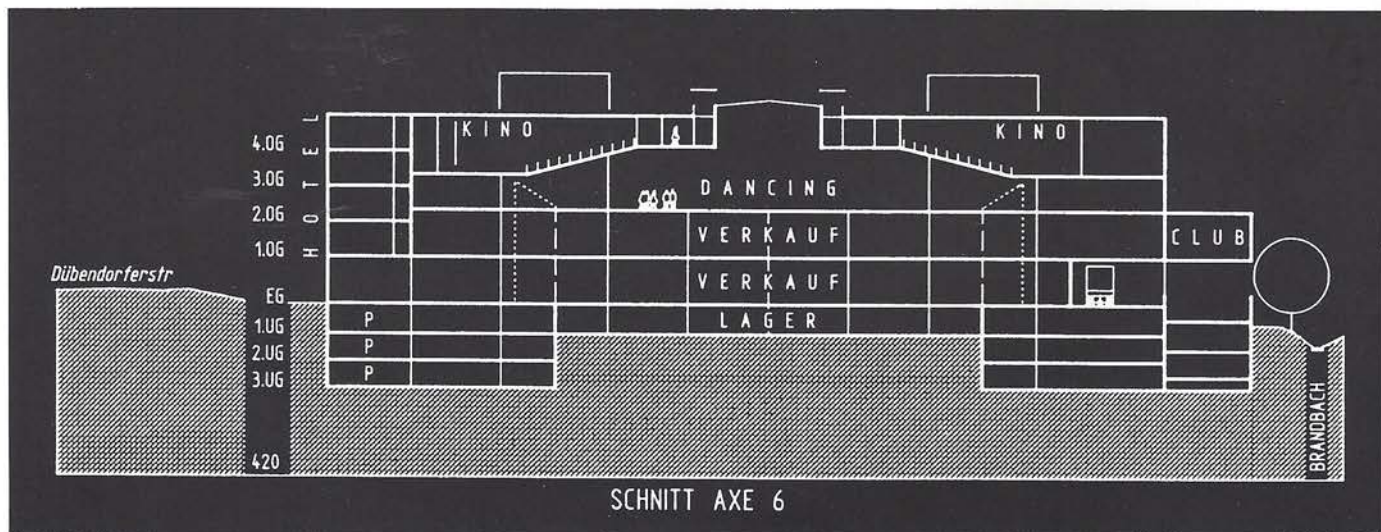 KINO
KINO
4.OG
HOTEL
3.OG
DANCING
2.OG
VERKAUF
CLUB
1.OG
Dübendorferstr
VERKAUF
EG
1.UG
P
LAGER
2.UG
P
3.UG
P
BRANDBACH
420
SCHNITT AXE 6